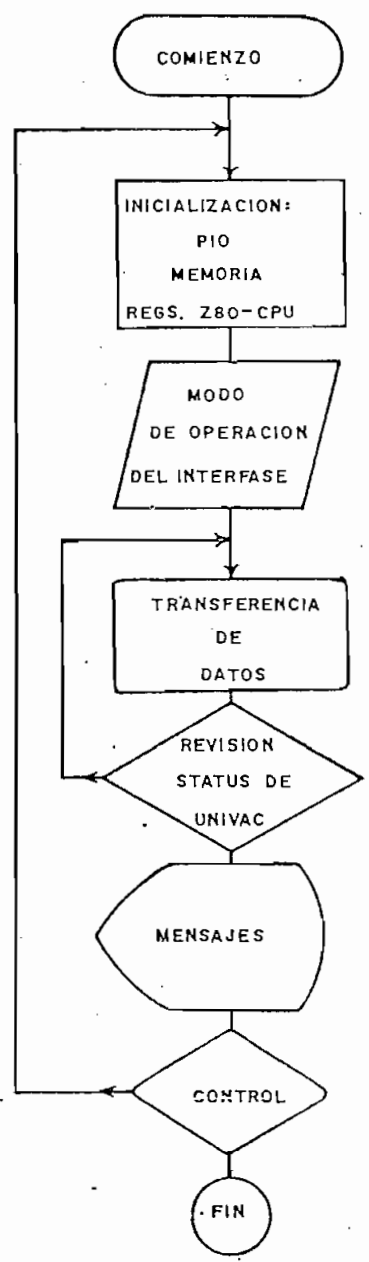 COMIENZO
INICIALIZACION:
PIO
MEMORIA
REGS. Z80-CPU
MODO
DE OPERACION
DEL INTERFASE
TRANSFERENCIA
DE
DATOS
REVISION
STATUS DE
UNIVAC
MENSAJES
CONTROL
FIN